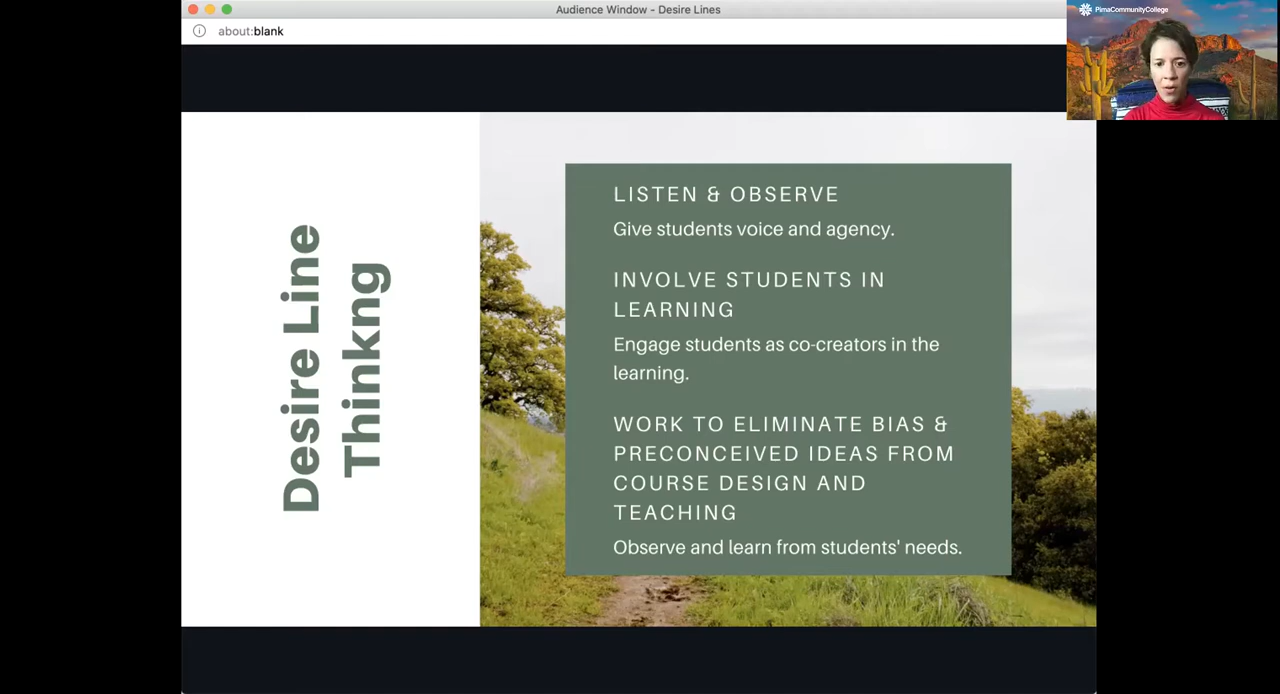 Audience Window - Desire Lines
about:blank
PimaCommunityCollege
Desire Line
Thinkng
LISTEN & OBSERVE
Give students voice and agency.
INVOLVE STUDENTS IN
LEARNING
Engage students as co-creators in the
learning.
WORK TO ELIMINATE BIAS &
PRECONCEIVED IDEAS FROM
COURSE DESIGN AND
TEACHING
Observe and learn from students' needs.